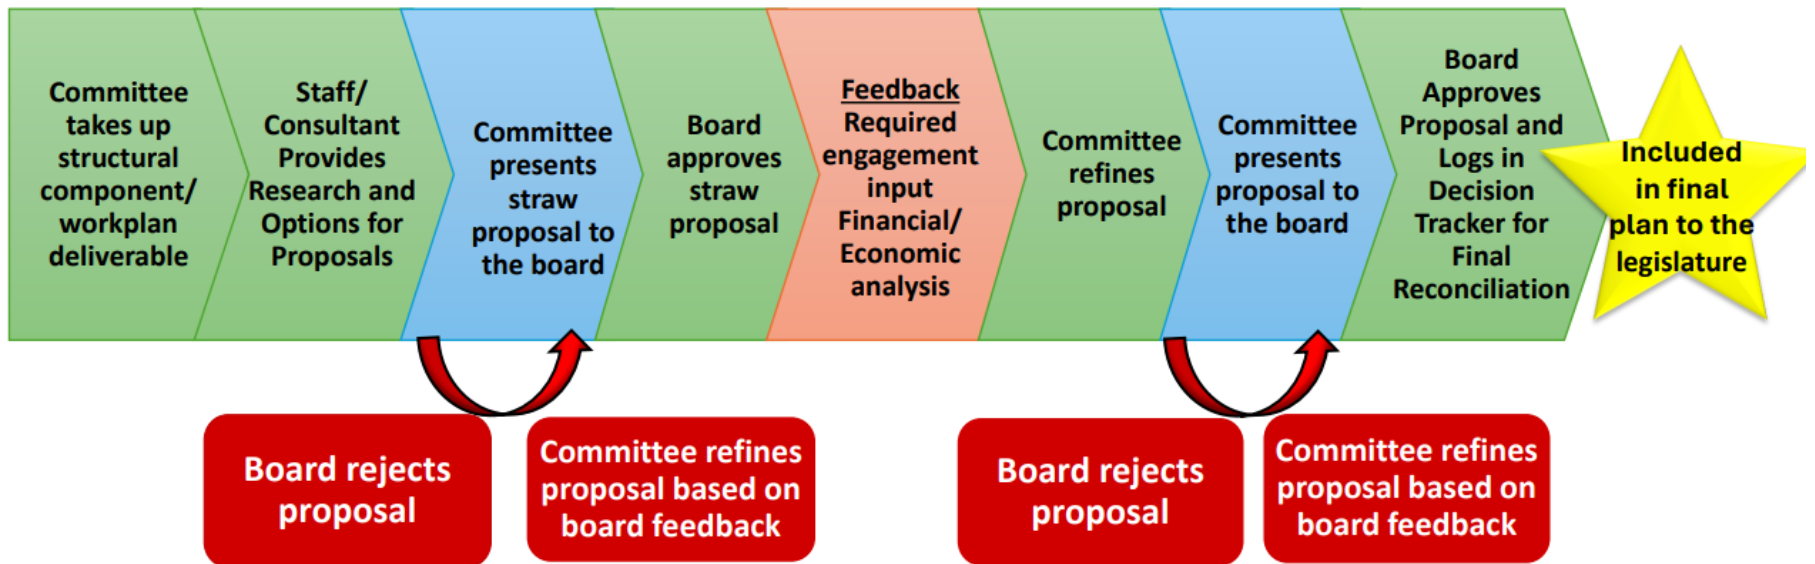 Committee
takes up
structural
component/
workplan
deliverable
Staff/
Consultant
Provides
Research and
Options for
Proposals
Committee
presents
straw
proposal to
the board
Board
approves
straw
proposal
Feedback
Required
engagement
input
Financial/
Economic
analysis
Committee
refines
proposal
Committee
presents
proposal to
the board
Board
Approves
Proposal and
Logs in
Decision
Tracker for
Final
Reconciliation
Included
in final
plan to the
legislature
Board rejects
proposal
Committee refines
proposal based on
board feedback
Board rejects
proposal
Committee refines
proposal based on
board feedback